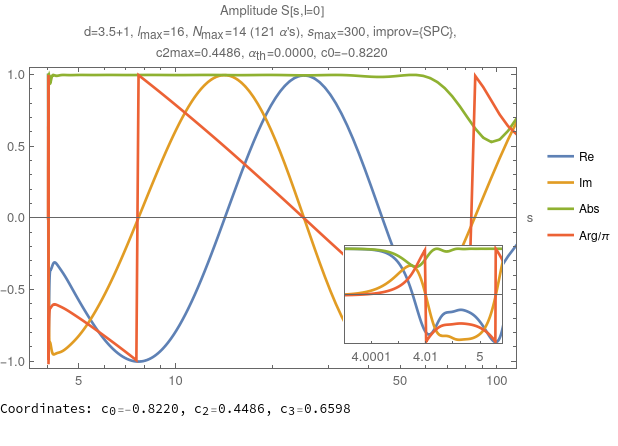 Amplitude S[s,l=0]
d=3.5+1, lmax=16, Nmax=14 (121 α's), smax=300, improv={SPC},
c2max=0.4486, αth=0.0000, c0=-0.8220
1.0
0.5
0.0
-0.5
-1.0
5
10
50
100
s
4.0001
4.01
5
Re
Im
Abs
Arg/π
Coordinates: c0=-0.8220, c2=0.4486, c3=0.6598